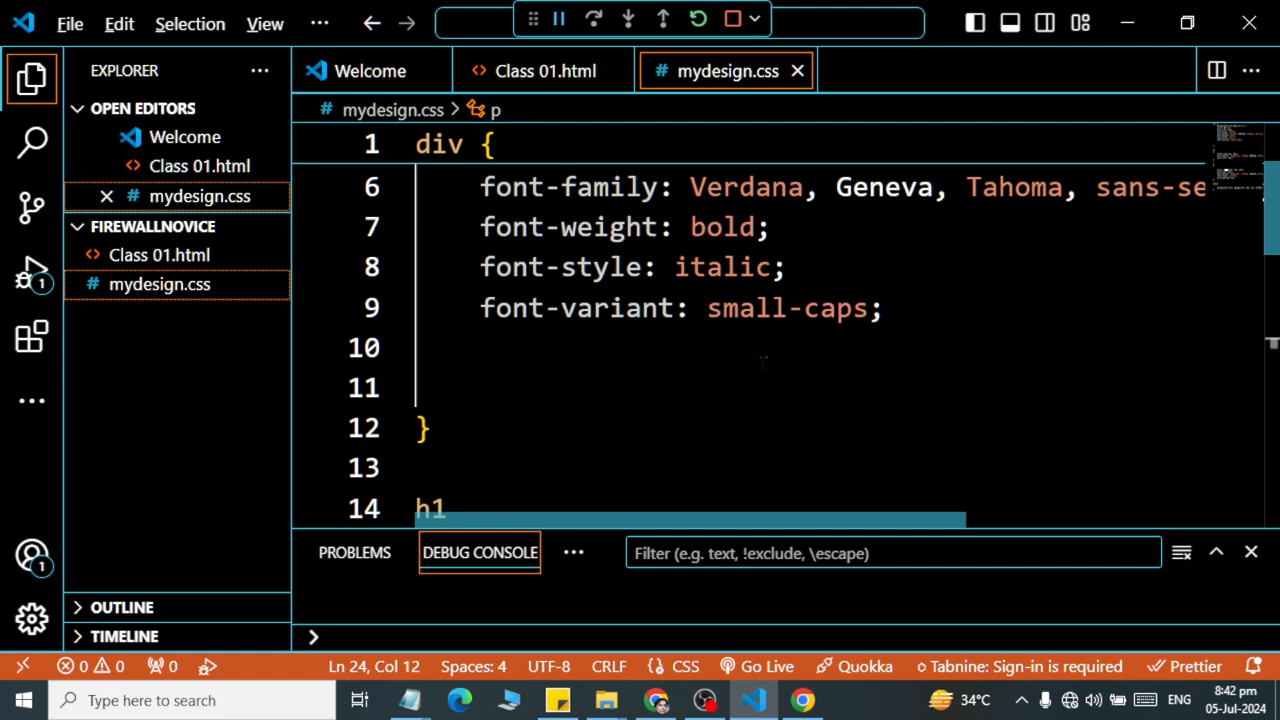 File Edit Selection View ···
EXPLORER ···
Welcome
Class 01.html
# mydesign.css
OPEN EDITORS
Welcome
Class 01.html
# mydesign.css
FIREWALLNOVICE
Class 01.html
# mydesign.css
OUTLINE
TIMELINE
1
1
# mydesign.css > p
1 div {
6 font-family: Verdana, Geneva, Tahoma, sans-se
7 font-weight: bold;
8 font-style: italic;
9 font-variant: small-caps;
10
11
12 }
13
14 h1
PROBLEMS DEBUG CONSOLE ··· Filter (e.g. text, !exclude, \escape)
>
0 0 0 Ln 24, Col 12 Spaces: 4 UTF-8 CRLF {} CSS Go Live Quokka Tabnine: Sign-in is required Prettier
Type here to search 34°C ENG 8:42 pm
05-Jul-2024